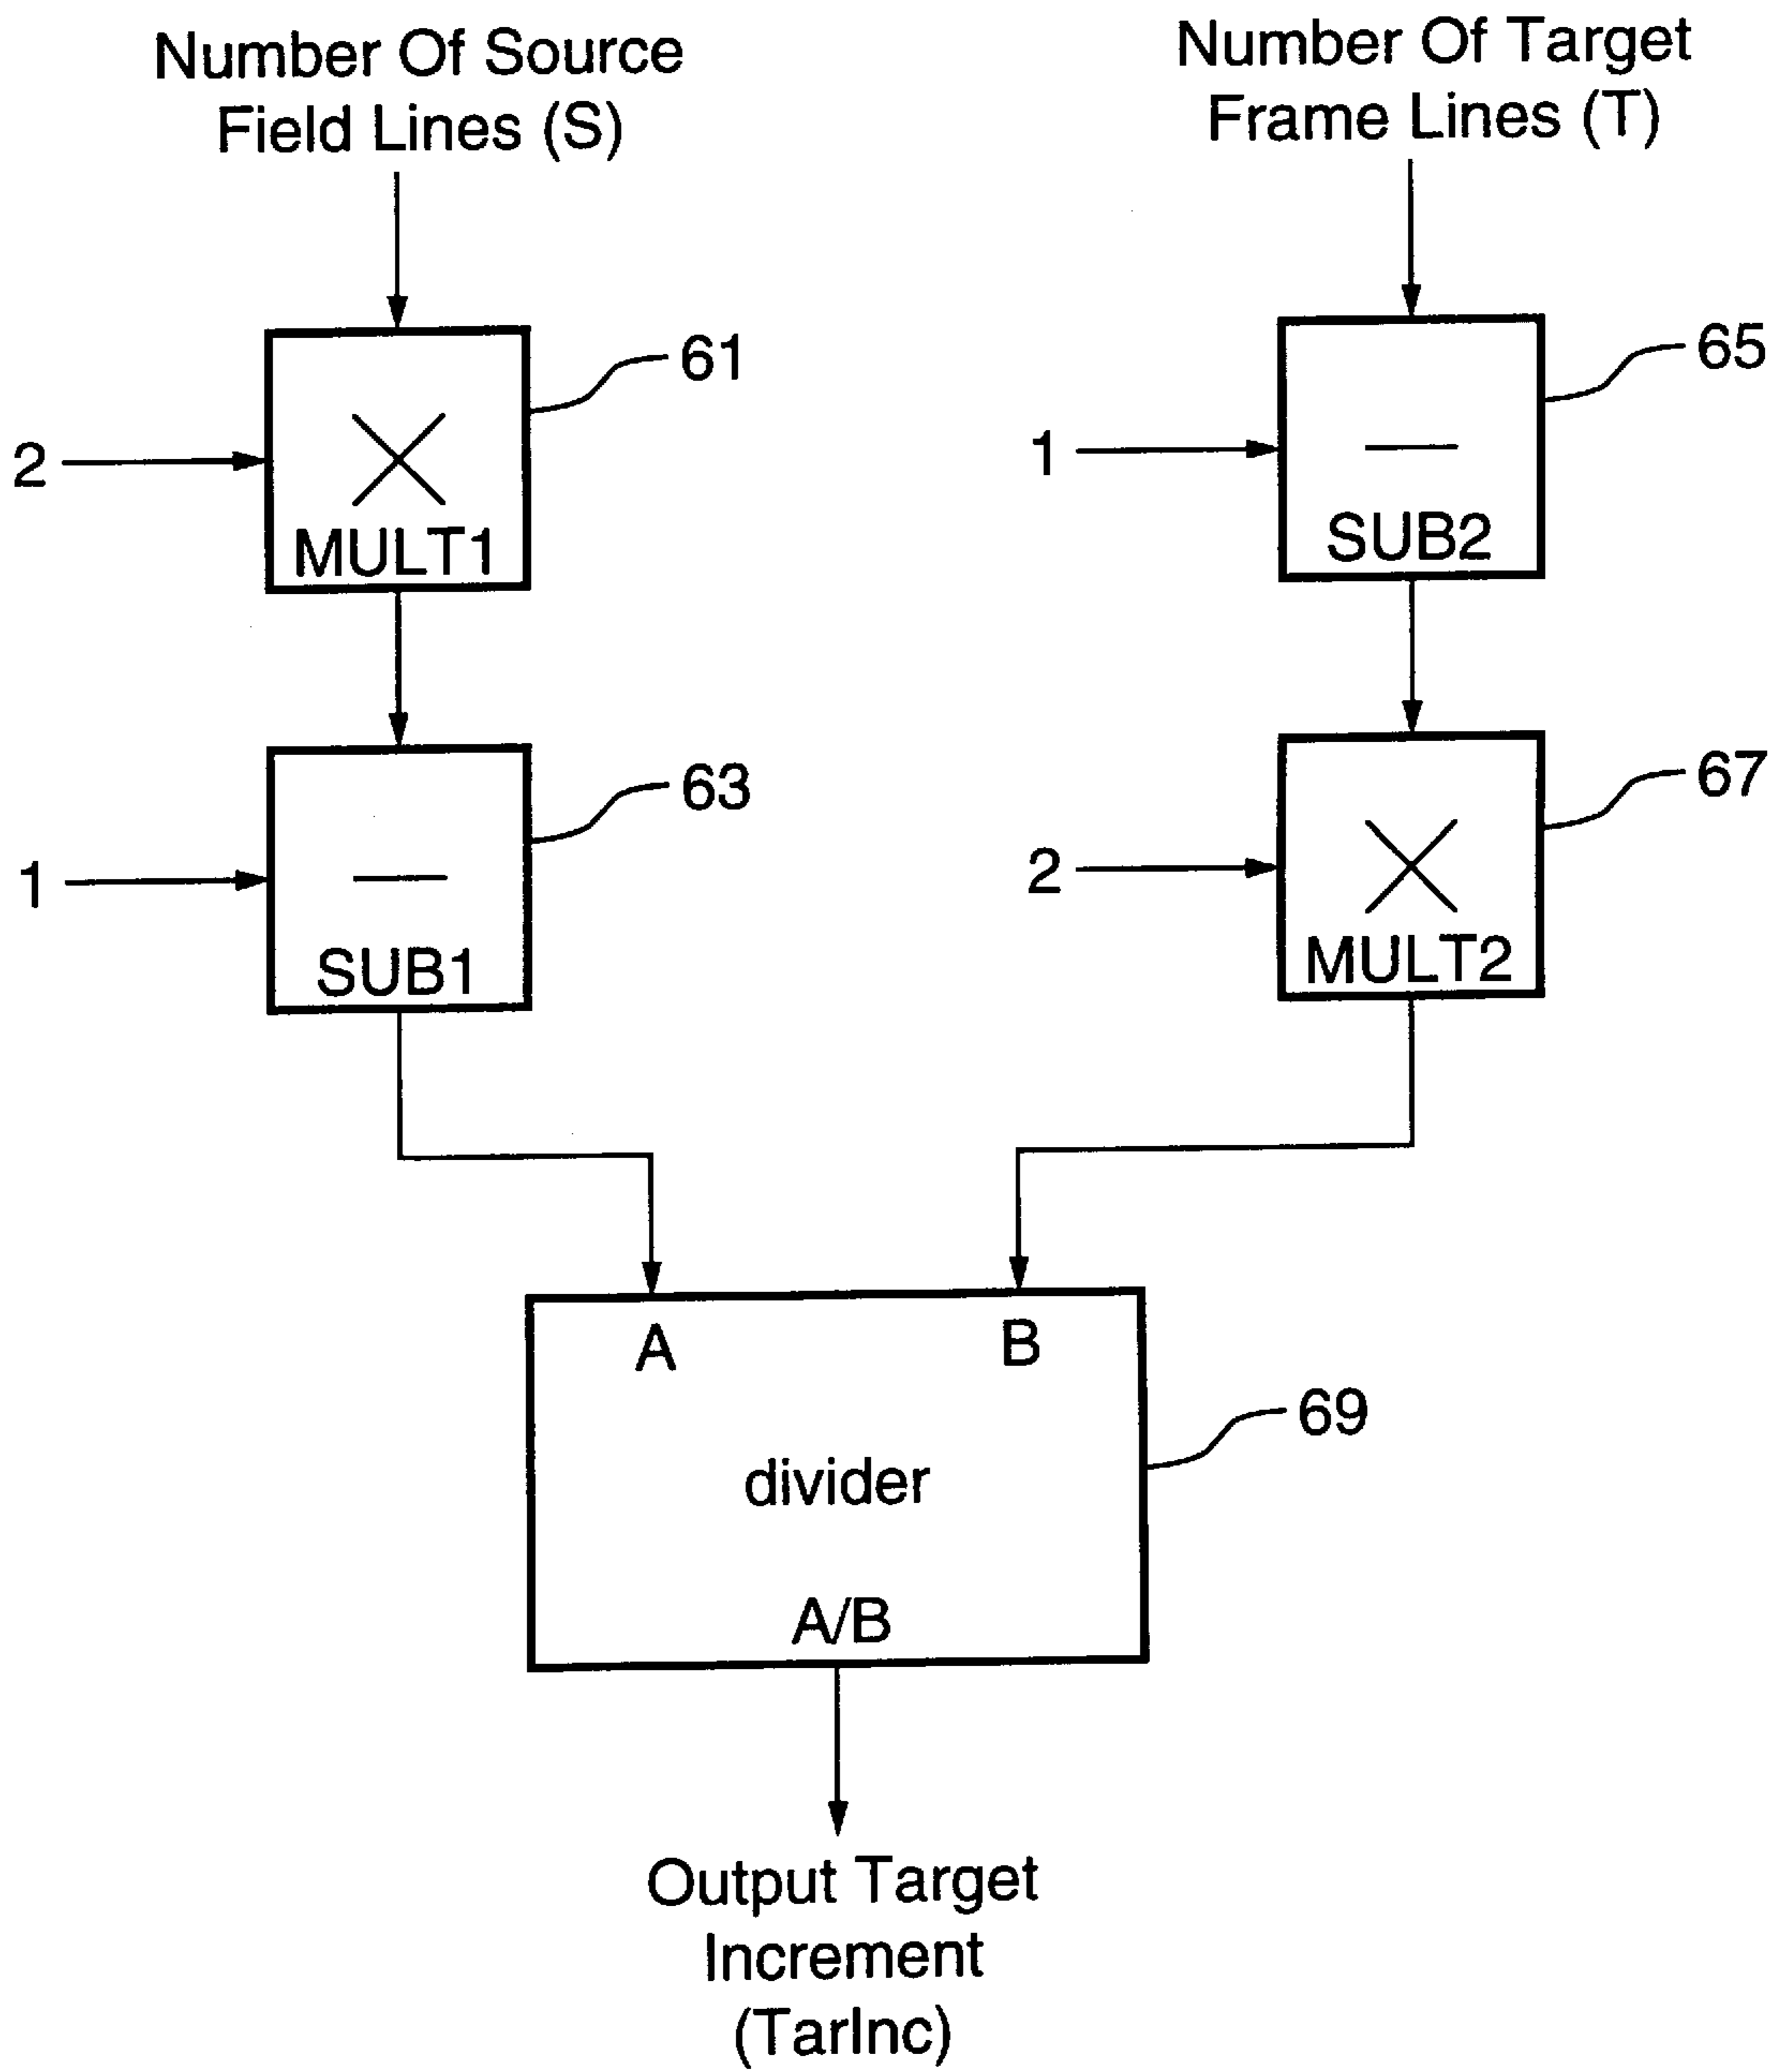 Number Of Source
Field Lines (S)
Number Of Target
Frame Lines (T)
61
65
2
1
MULT1
SUB2
63
67
1
2
SUB1
MULT2
A
B
69
divider
A/B
Output Target
Increment
(TarInc)